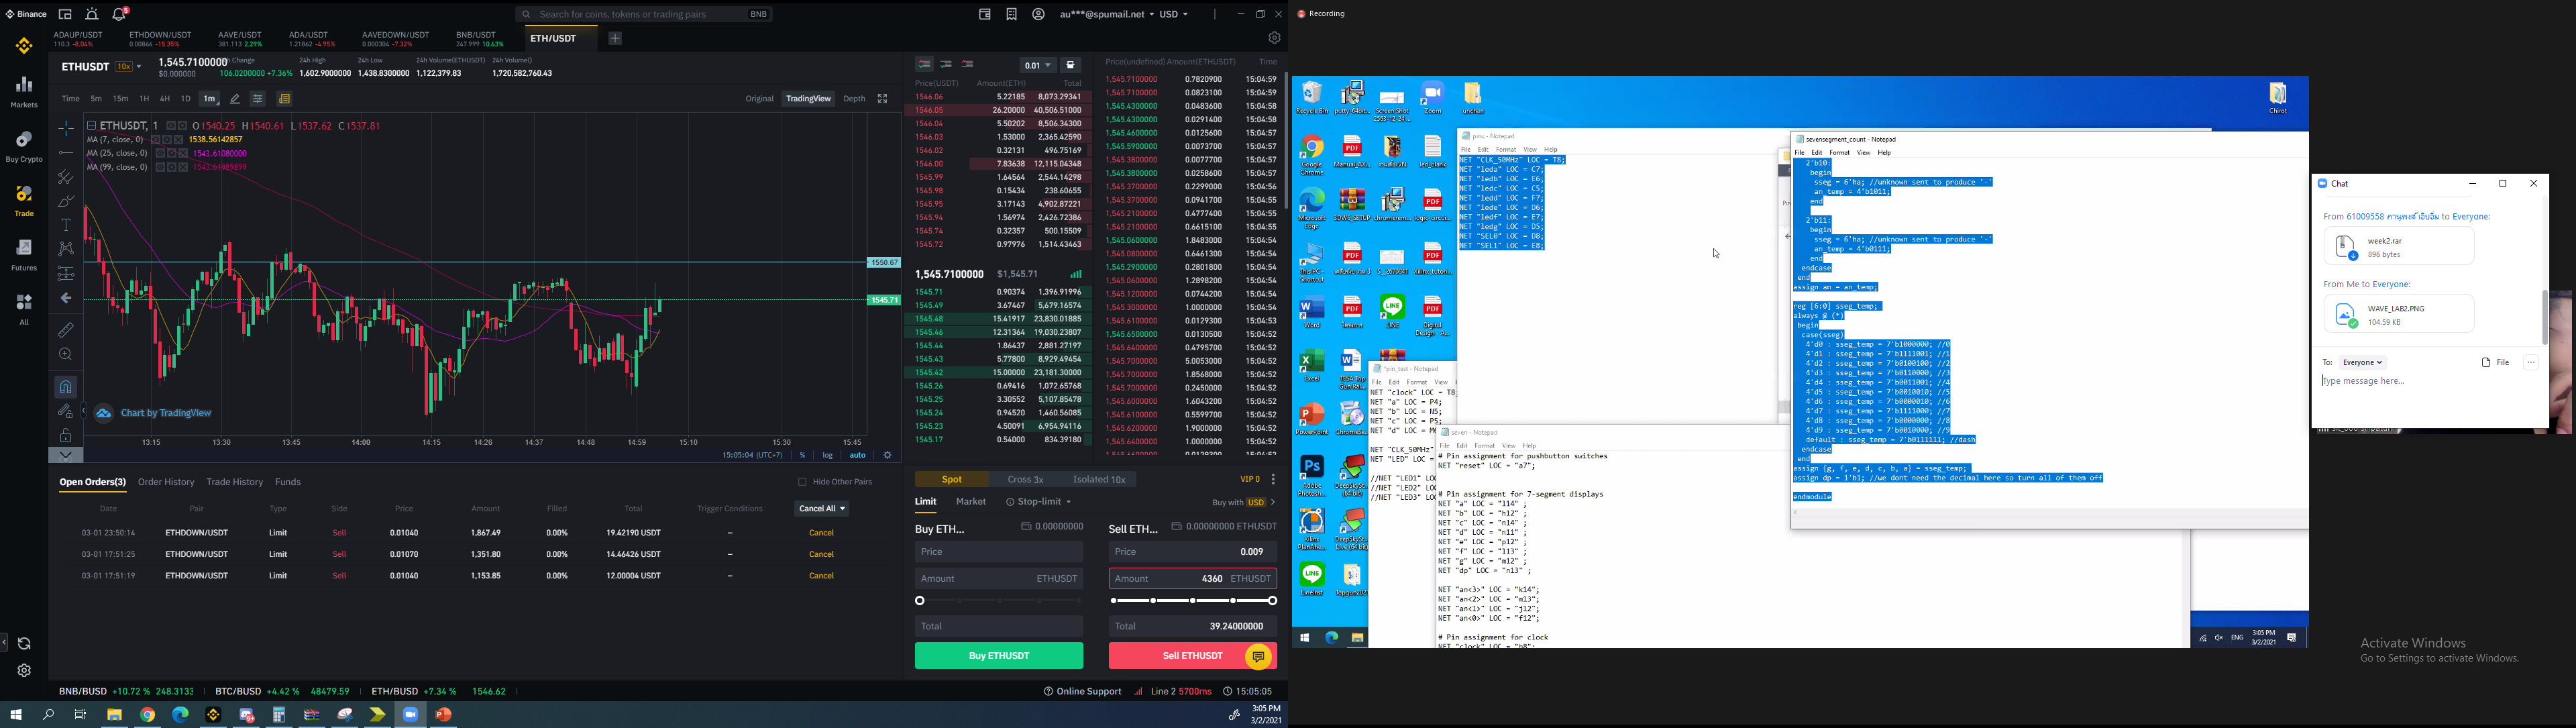 Binance
5
Search for coins, tokens or trading pairs
BNB
au***@spumail.net
USD
ADAUP/USDT
110.3 -8.04%
ETHDOWN/USDT
0.00866 -15.35%
AAVE/USDT
381.113 2.29%
ADA/USDT
1.21862 -4.95%
AAVEDOWN/USDT
0.000304 -7.32%
BNB/USDT
247.999 10.63%
ETH/USDT
ETHUSDT 10x
1,545.7100000
$0.000000
24h Change
106.0200000 +7.36%
24h High
1,602.9000000
24h Low
1,438.8300000
24h Volume(ETHUSDT)
1,122,379.83
24h Volume()
1,720,582,760.43
Markets
Buy Crypto
Trade
Futures
All
Time 5m 15m 1H 4H 1D 1m
Original TradingView Depth
ETHUSDT, 1 O1540.25 H1540.61 L1537.62 C1537.81
MA (7, close, 0) 1538.56142857
MA (25, close, 0) 1543.61080000
MA (99, close, 0)
1550.67
1545.71
Chart by TradingView
13:15 13:30 13:45 14:00 14:15 14:26 14:37 14:48 14:59 15:10 15:30 15:45
15:05:04 (UTC+7) % log auto
0.01
Price(USDT) Amount(ETH) Total
1546.06 5.22185 8,073.29341
1546.05 26.20000 40,506.51000
1546.04 5.50202 8,506.34300
1546.03 1.53000 2,365.42590
1546.02 0.32131 496.75169
1546.00 7.83638 12,115.04348
1545.99 1.64564 2,544.14298
1545.98 0.15434 238.60655
1545.95 3.17143 4,902.87221
1545.94 1.56974 2,426.72386
1545.74 0.32357 500.15509
1545.72 0.97976 1,514.43463
1,545.7100000 $1,545.71
1545.71 0.90374 1,396.91996
1545.49 3.67467 5,679.16574
1545.48 15.41917 23,830.01885
1545.46 12.31364 19,030.23807
1545.44 1.86437 2,881.27197
1545.43 5.77800 8,929.49454
1545.42 15.00000 23,181.30000
1545.26 0.69416 1,072.65768
1545.25 3.30552 5,107.85478
1545.24 0.94520 1,460.56085
1545.23 4.50091 6,954.94116
1545.17 0.54000 834.39180
Price(undefined) Amount(ETHUSDT) Time
1,545.7100000 0.7820900 15:04:59
1,545.7100000 0.0823100 15:04:59
1,545.4300000 0.0483600 15:04:58
1,545.4300000 0.0291400 15:04:58
1,545.4600000 0.0125600 15:04:57
1,545.5900000 0.0073700 15:04:57
1,545.3800000 0.0077700 15:04:57
1,545.3800000 0.0258600 15:04:57
1,545.3700000 0.2299000 15:04:56
1,545.3700000 0.0941700 15:04:55
1,545.2100000 0.4777400 15:04:55
1,545.2100000 0.6615100 15:04:55
1,545.0600000 1.8483000 15:04:54
1,545.0800000 0.6461300 15:04:54
1,545.2900000 0.2801800 15:04:54
1,545.0600000 1.2898200 15:04:54
1,545.1200000 0.0744200 15:04:54
1,545.3000000 1.0000000 15:04:54
1,545.6100000 0.0129300 15:04:53
1,545.6500000 0.0130500 15:04:52
1,545.6400000 0.4795700 15:04:52
1,545.7000000 5.0053000 15:04:52
1,545.7000000 1.8568000 15:04:52
1,545.7000000 0.2450000 15:04:52
1,545.6000000 1.6043200 15:04:52
1,545.6100000 0.5599700 15:04:52
1,545.6200000 1.9000000 15:04:52
1,545.6400000 1.0000000 15:04:52
Open Orders(3) Order History Trade History Funds
Hide Other Pairs
Date Pair Type Side Price Amount Filled Total Trigger Conditions Cancel All
03-01 23:50:14 ETHDOWN/USDT Limit Sell 0.01040 1,867.49 0.00% 19.42190 USDT – Cancel
03-01 17:51:25 ETHDOWN/USDT Limit Sell 0.01070 1,351.80 0.00% 14.46426 USDT – Cancel
03-01 17:51:19 ETHDOWN/USDT Limit Sell 0.01040 1,153.85 0.00% 12.00004 USDT – Cancel
Spot Cross 3x Isolated 10x VIP 0
Limit Market Stop-limit Buy with USD
Buy ETH... 0.00000000
Sell ETH... 0.00000000 ETHUSDT
Price
Price 0.009
Amount ETHUSDT
Amount 4360 ETHUSDT
Total
Total 39.24000000
Buy ETHUSDT
Sell ETHUSDT
BNB/BUSD +10.72 % 248.3133
BTC/BUSD +4.42 % 48479.59
ETH/BUSD +7.34 % 1546.62
Online Support
Line 2 5700ms
15:05:05
3:05 PM
3/2/2021
Recording
Recycle Bin
Zoom
Chirot
Google Chrome
Microsoft Edge
Word
LINE
Excel
PowerPoint
pins - Notepad
File Edit Format View Help
NET "CLK_50MHz" LOC = T8;
NET "leda" LOC = C7;
NET "ledb" LOC = E6;
NET "ledc" LOC = C5;
NET "ledd" LOC = F7;
NET "lede" LOC = D6;
NET "ledf" LOC = E7;
NET "ledg" LOC = D5;
NET "SEL0" LOC = D8;
NET "SEL1" LOC = E8;
*pin_test - Notepad
File Edit Format View
NET "clock" LOC = T8
NET "a" LOC = P4;
NET "b" LOC = N5;
NET "c" LOC = P5;
NET "d" LOC = M
NET "CLK_50MHz"
NET "LED" LOC =
//NET "LED1" LOC
//NET "LED2" LOC
//NET "LED3" LOC
seven - Notepad
File Edit Format View Help
# Pin assignment for pushbutton switches
NET "reset" LOC = "a7";
# Pin assignment for 7-segment displays
NET "a" LOC = "l14" ;
NET "b" LOC = "h12" ;
NET "c" LOC = "n14" ;
NET "d" LOC = "n11" ;
NET "e" LOC = "p12" ;
NET "f" LOC = "l13" ;
NET "g" LOC = "m12" ;
NET "dp" LOC = "n13" ;
NET "an<3>" LOC = "k14";
NET "an<2>" LOC = "m13";
NET "an<1>" LOC = "j12";
NET "an<0>" LOC = "f12";
# Pin assignment for clock
NET "clock" LOC = "b8";
sevensegment_count - Notepad
File Edit Format View Help
2'b10:
begin
sseg = 6'ha; //unknown sent to produce '-'
an_temp = 4'b1011;
end
2'b11:
begin
sseg = 6'ha; //unknown sent to produce '-'
an_temp = 4'b0111;
end
endcase
end
assign an = an_temp;
reg [6:0] sseg_temp;
always @ (*)
begin
case(sseg)
4'd0 : sseg_temp = 7'b1000000; //0
4'd1 : sseg_temp = 7'b1111001; //1
4'd2 : sseg_temp = 7'b0100100; //2
4'd3 : sseg_temp = 7'b0110000; //3
4'd4 : sseg_temp = 7'b0011001; //4
4'd5 : sseg_temp = 7'b0010010; //5
4'd6 : sseg_temp = 7'b0000010; //6
4'd7 : sseg_temp = 7'b1111000; //7
4'd8 : sseg_temp = 7'b0000000; //8
4'd9 : sseg_temp = 7'b0010000; //9
default : sseg_temp = 7'b0111111; //dash
endcase
end
assign {g, f, e, d, c, b, a} = sseg_temp;
assign dp = 1'b1; //we dont need the decimal here so turn all of them off
endmodule
ENG
3:05 PM
3/2/2021
Chat
From 61009558 ภานุพงศ์ เอิบอิ่ม to Everyone:
week2.rar
896 bytes
From Me to Everyone:
WAVE_LAB2.PNG
104.59 KB
To: Everyone
File
Type message here...
Activate Windows
Go to Settings to activate Windows.